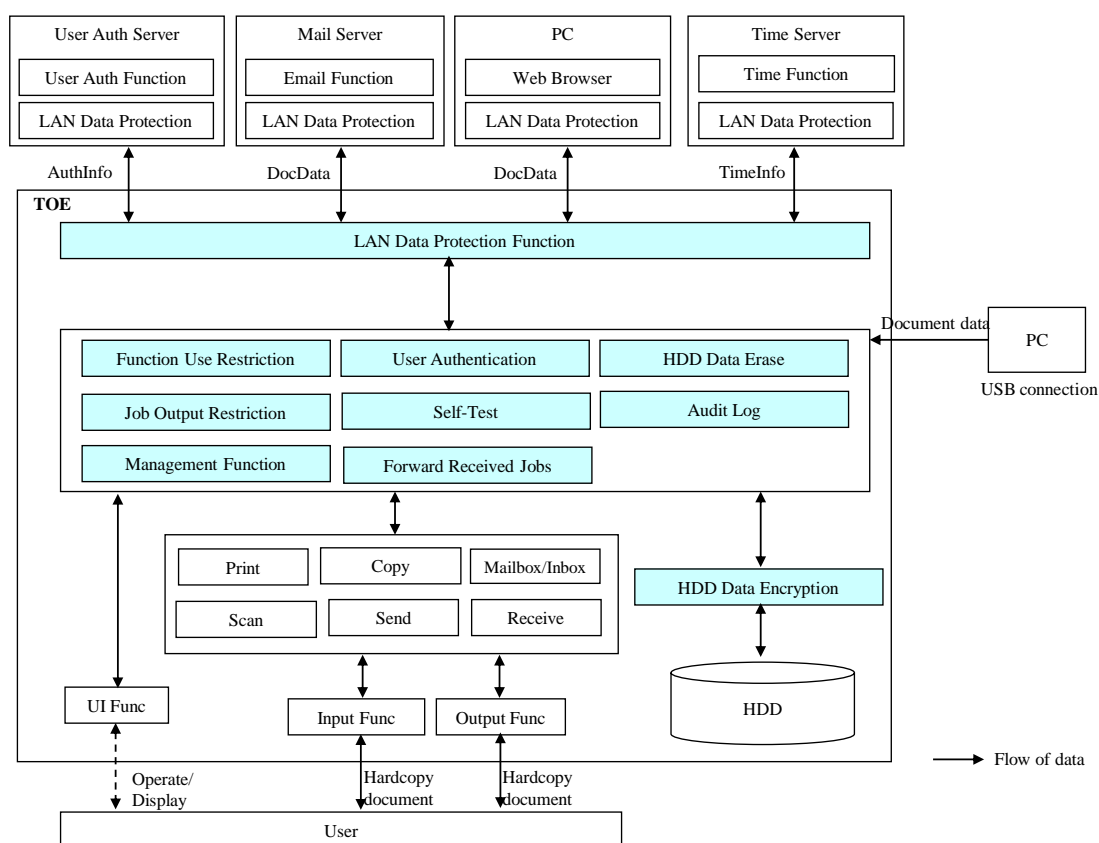 User Auth Server
User Auth Function
LAN Data Protection
Mail Server
Email Function
LAN Data Protection
PC
Web Browser
LAN Data Protection
Time Server
Time Function
LAN Data Protection
AuthInfo
DocData
DocData
TimeInfo
TOE
LAN Data Protection Function
Document data
PC
USB connection
Function Use Restriction
User Authentication
HDD Data Erase
Job Output Restriction
Self-Test
Audit Log
Management Function
Forward Received Jobs
Print
Copy
Mailbox/Inbox
Scan
Send
Receive
HDD Data Encryption
HDD
UI Func
Input Func
Output Func
Flow of data
Operate/
Display
Hardcopy
document
Hardcopy
document
User